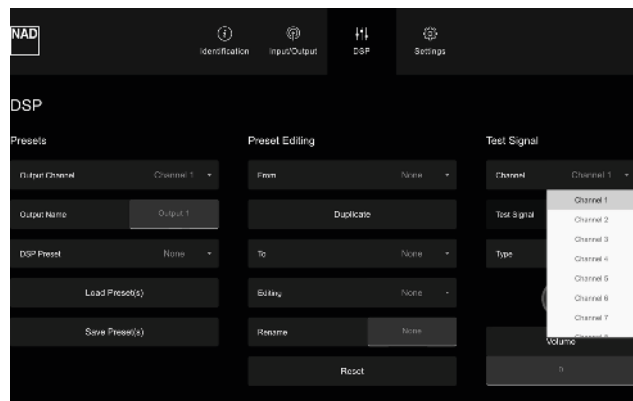 NAD
Identification
Input/Output
DSP
Settings
DSP
Presets
Output Channel
Channel 1
Output Name
Output 1
DSP Preset
None
Load Preset(s)
Save Preset(s)
Preset Editing
From
None
Duplicate
To
None
Editing
None
Rename
None
Reset
Test Signal
Channel
Channel 1
Test Signal
Type
Channel 1
Channel 2
Channel 3
Channel 4
Channel 5
Channel 6
Channel 7
Volume
0